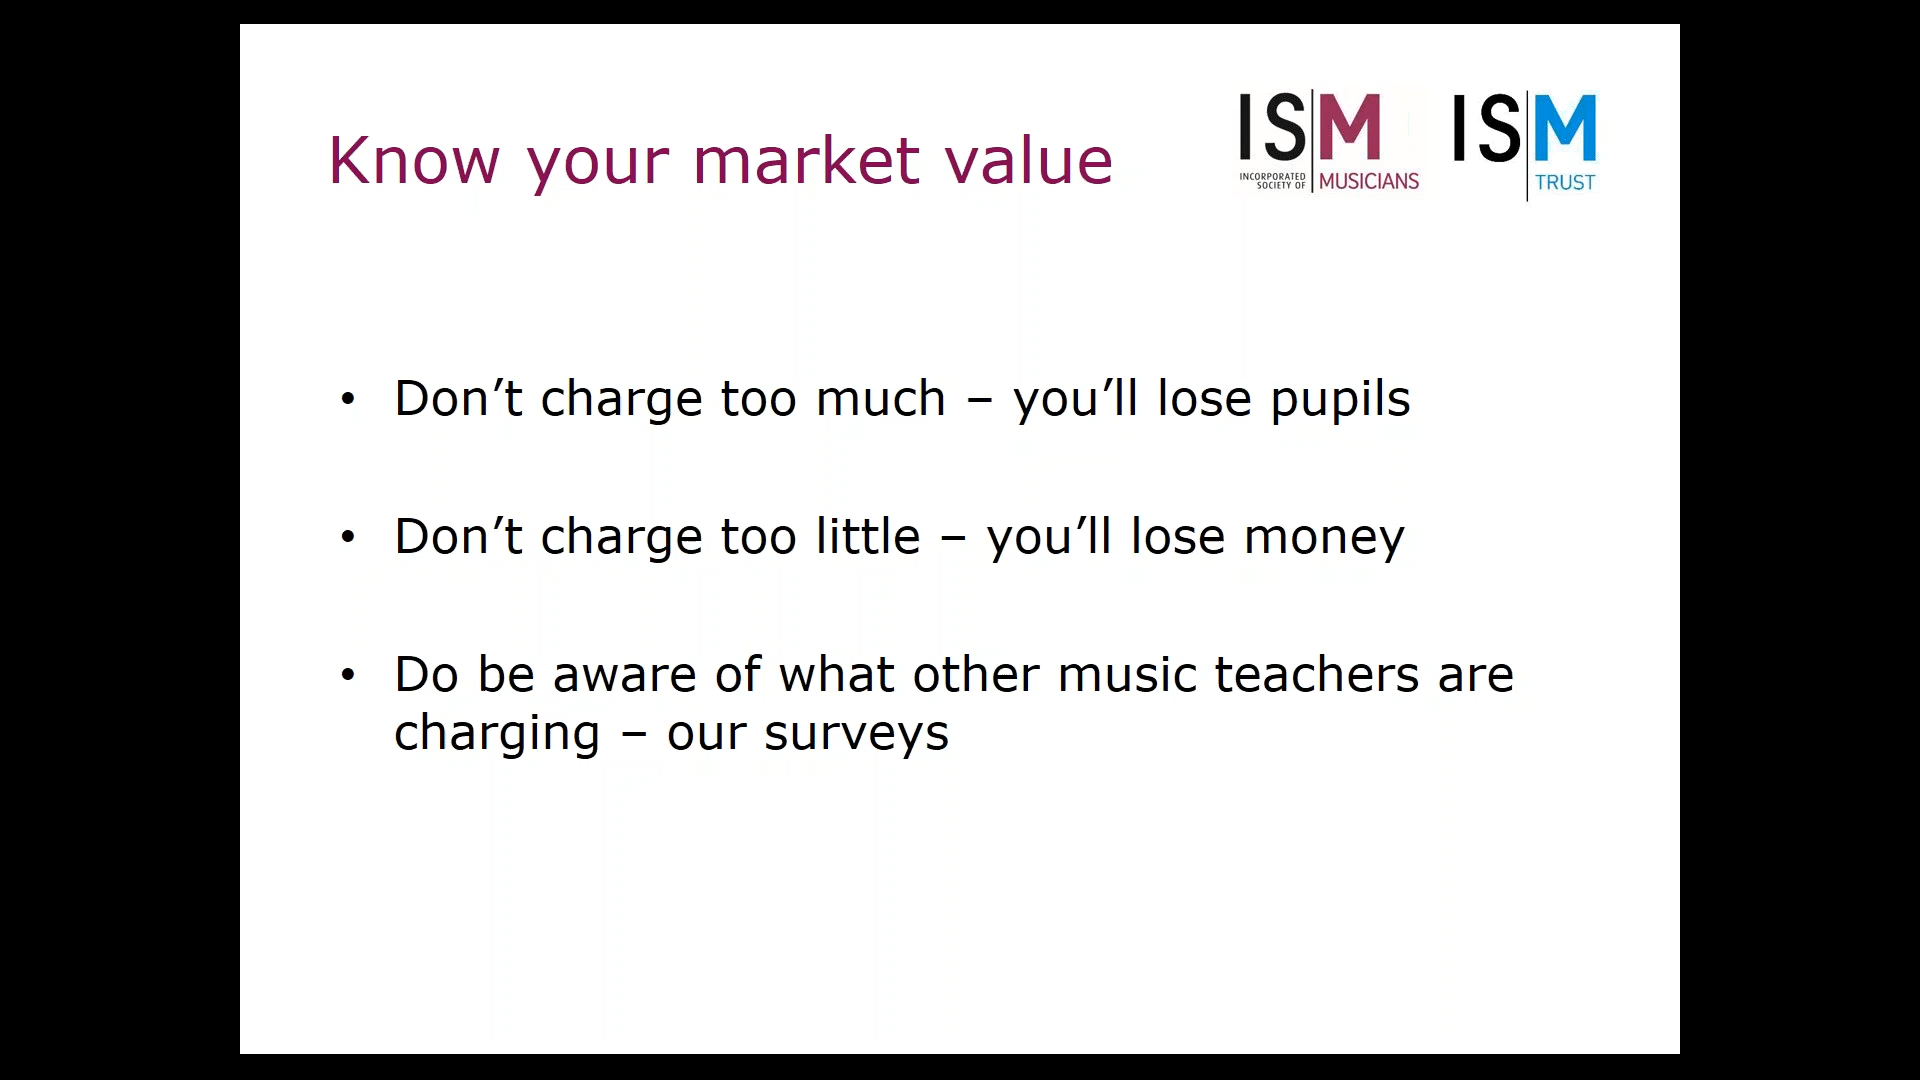 Know your market value
ISM
INCORPORATED
SOCIETY OF
MUSICIANS
ISM
TRUST
• Don’t charge too much – you’ll lose pupils
• Don’t charge too little – you’ll lose money
• Do be aware of what other music teachers are
charging – our surveys